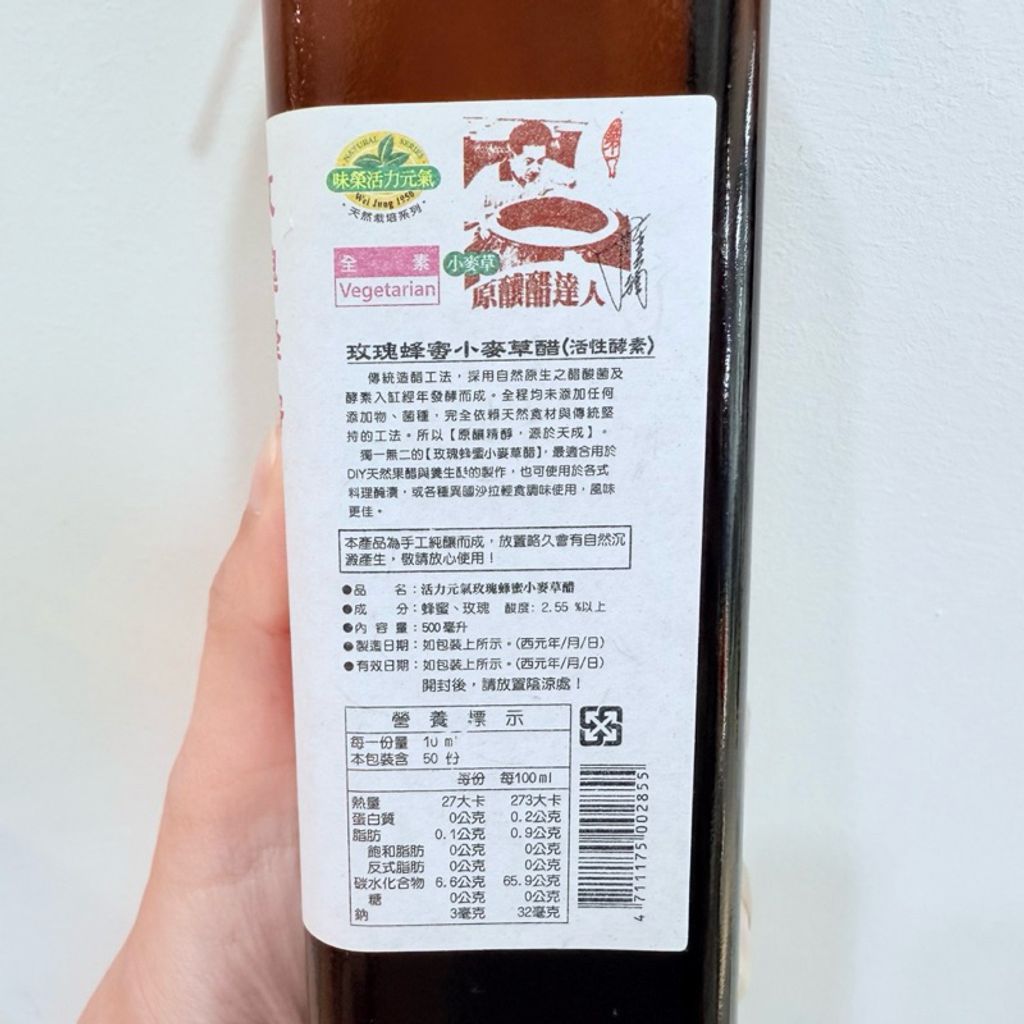 NATURAL SERIES
味榮活力元氣
Wei Jung 1950
天然栽培系列
全素
Vegetarian
小麥草
原釀醋達人
玫瑰蜂蜜小麥草醋(活性酵素)
傳統造醋工法，採用自然原生之醋酸菌及
酵素入缸經年發酵而成。全程均未添加任何
添加物、菌種，完全依賴天然食材與傳統堅
持的工法。所以【原釀精醇，源於天成】。
獨一無二的【玫瑰蜂蜜小麥草醋】，最適合用於
DIY天然果醋與養生醋的製作，也可使用於各式
料理醃漬，或各種異國沙拉輕食調味使用，風味
更佳。
本產品為手工純釀而成，放置略久會有自然沉
澱產生，敬請放心使用！
●品 名：活力元氣玫瑰蜂蜜小麥草醋
●成 分：蜂蜜、玫瑰 酸度: 2.55 %以上
●內 容 量：500毫升
●製造日期：如包裝上所示。(西元年/月/日)
●有效日期：如包裝上所示。(西元年/月/日)
開封後，請放置陰涼處！
營養標示
每一份量 10 ml
本包裝含 50 份
每份 每100ml
熱量 27大卡 273大卡
蛋白質 0公克 0.2公克
脂肪 0.1公克 0.9公克
飽和脂肪 0公克 0公克
反式脂肪 0公克 0公克
碳水化合物 6.6公克 65.9公克
糖 0公克 0公克
鈉 3毫克 32毫克
4 711175 002855